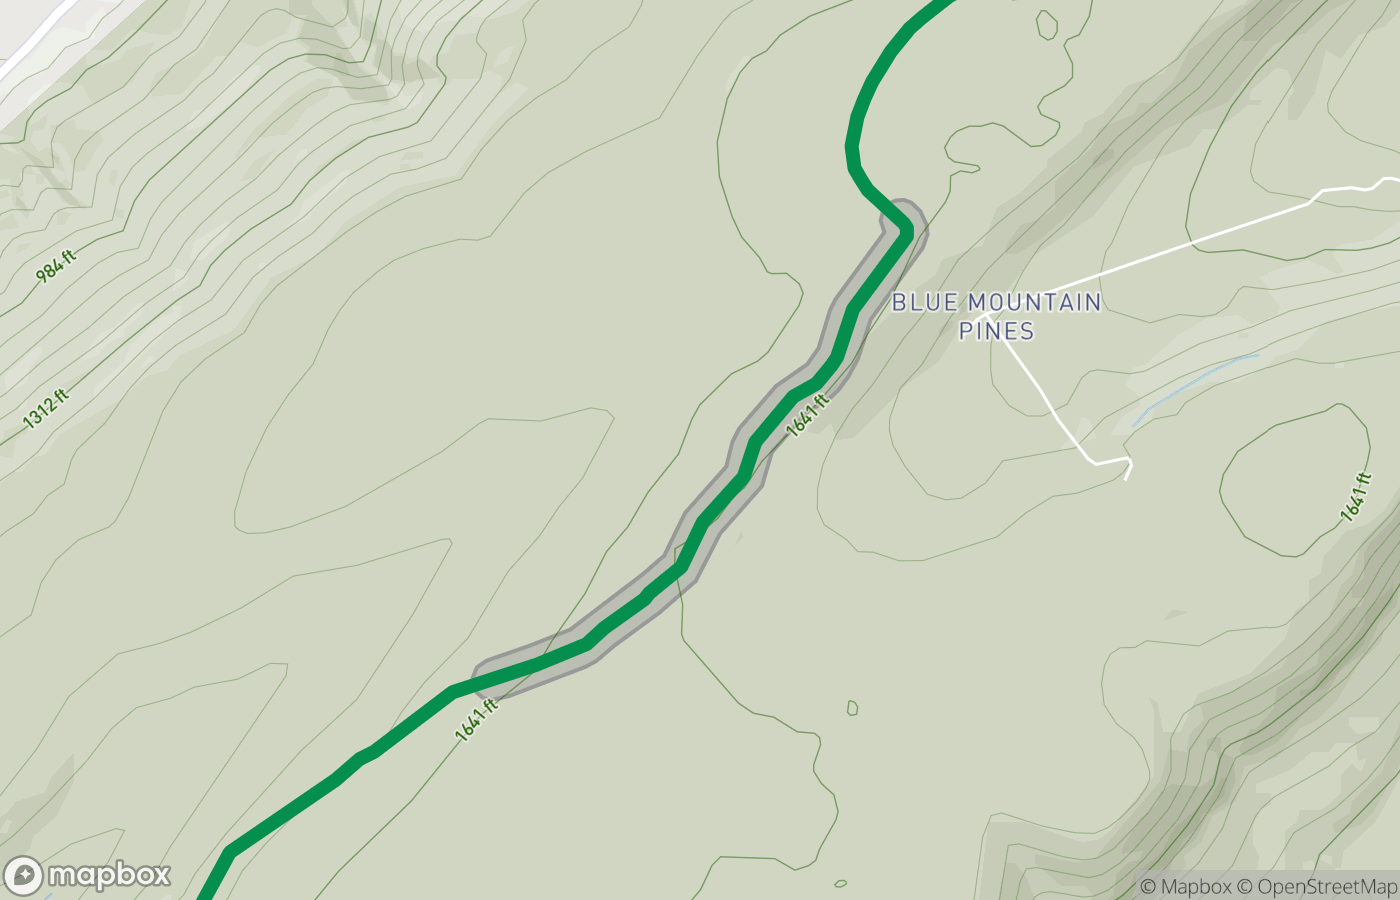 984 ft
BLUE MOUNTAIN
PINES
1312 ft
1641 ft
1641 ft
1641 ft
mapbox
© Mapbox © OpenStreetMap